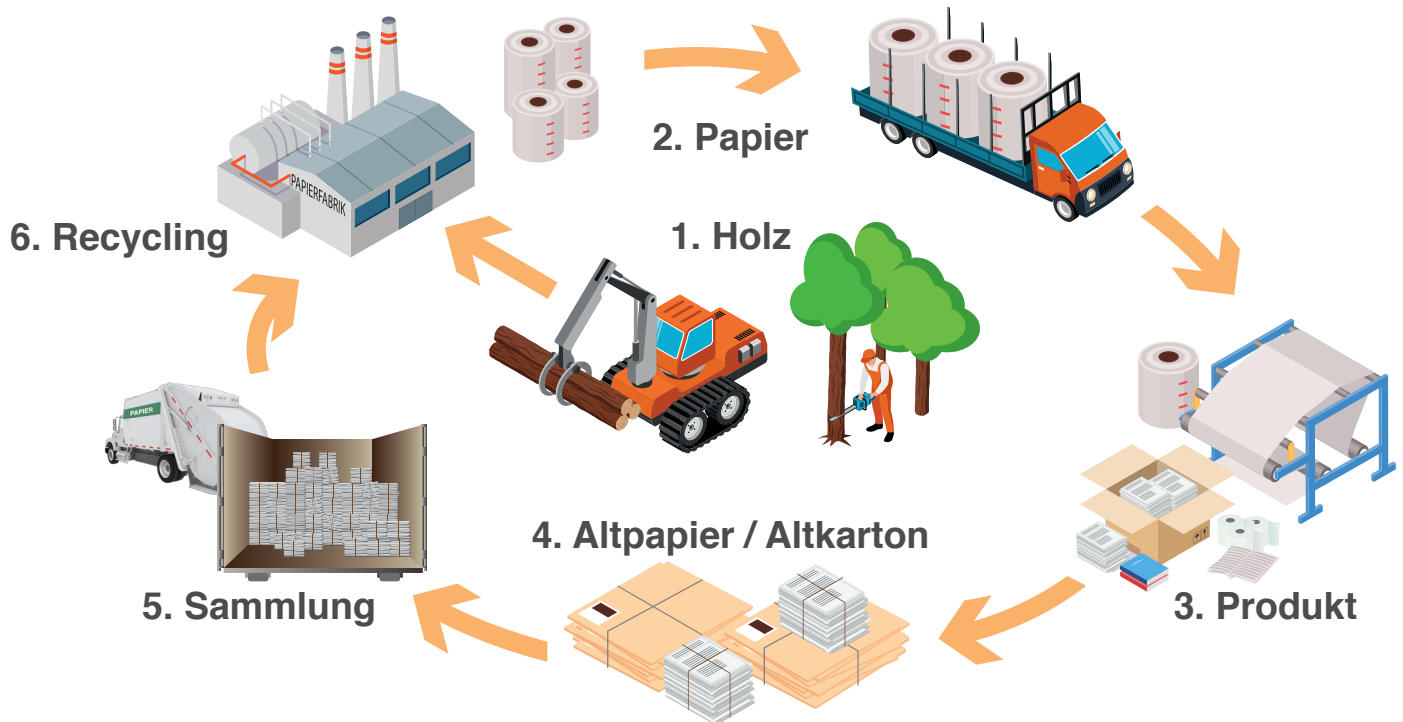 PAPIERFABRIK
2. Papier
6. Recycling
1. Holz
PAPIER
4. Altpapier / Altkarton
5. Sammlung
3. Produkt